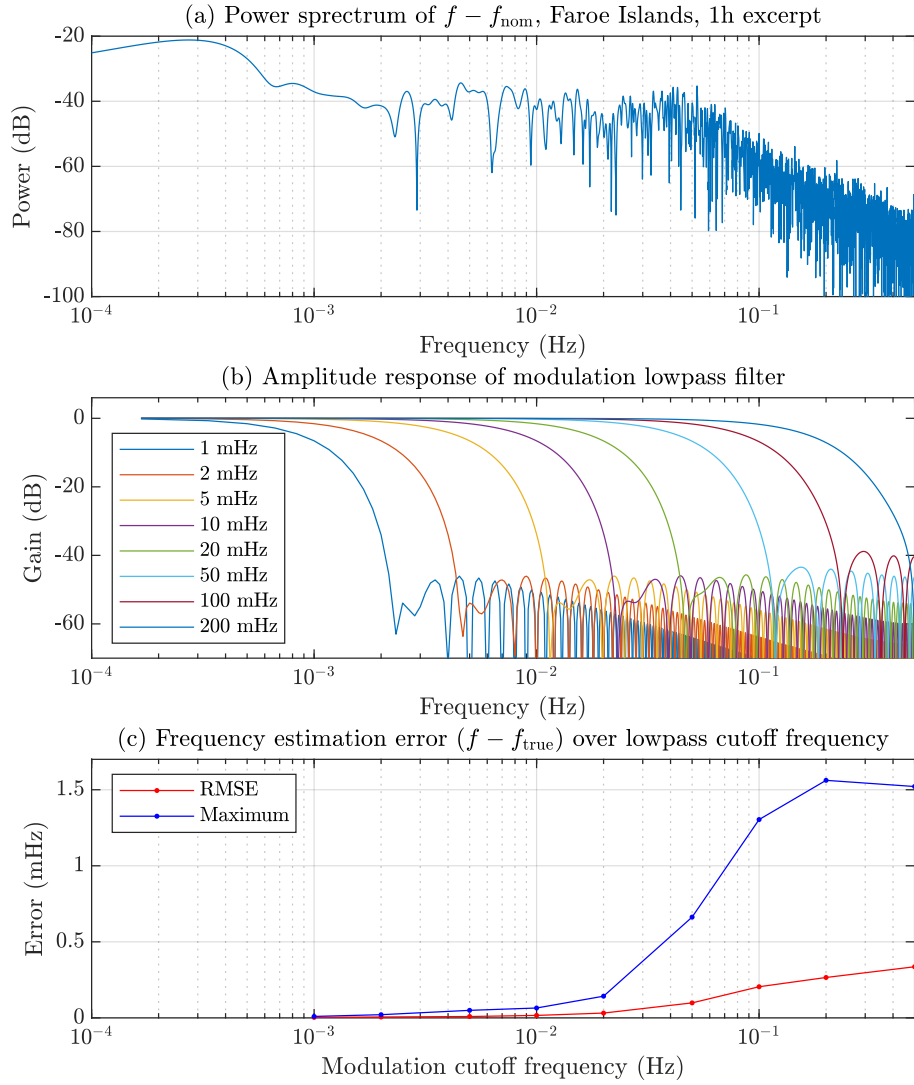 (a) Power sprectrum of f − f_nom, Faroe Islands, 1h excerpt
-20
-40
-60
-80
-100
Power (dB)
10^-4
10^-3
10^-2
10^-1
Frequency (Hz)
(b) Amplitude response of modulation lowpass filter
0
-20
-40
-60
Gain (dB)
1 mHz
2 mHz
5 mHz
10 mHz
20 mHz
50 mHz
100 mHz
200 mHz
10^-4
10^-3
10^-2
10^-1
Frequency (Hz)
(c) Frequency estimation error (f − f_true) over lowpass cutoff frequency
1.5
1
0.5
0
Error (mHz)
RMSE
Maximum
10^-4
10^-3
10^-2
10^-1
Modulation cutoff frequency (Hz)